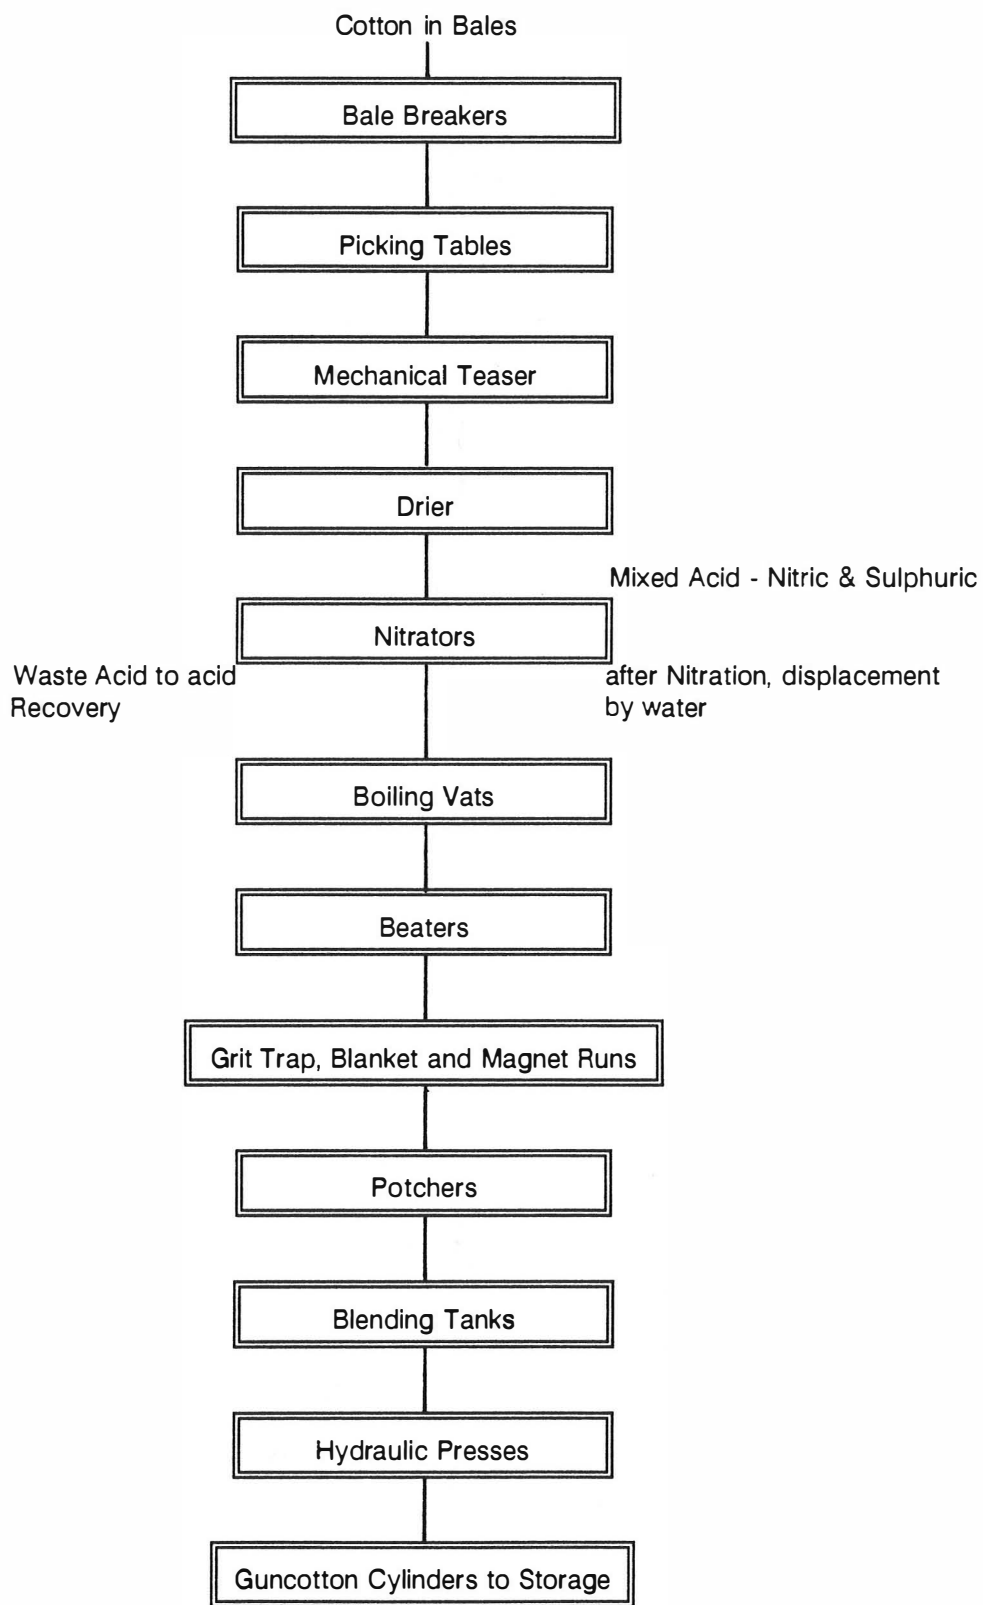 Cotton in Bales
Bale Breakers
Picking Tables
Mechanical Teaser
Drier
Mixed Acid - Nitric & Sulphuric
Nitrators
Waste Acid to acid
Recovery
after Nitration, displacement
by water
Boiling Vats
Beaters
Grit Trap, Blanket and Magnet Runs
Potchers
Blending Tanks
Hydraulic Presses
Guncotton Cylinders to Storage